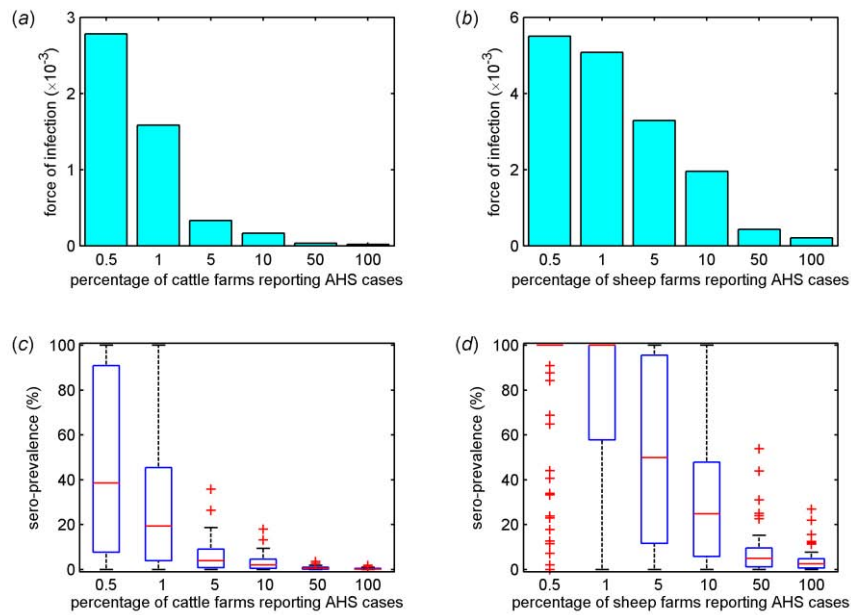 (a)
3
2
1
0
force of infection (×10⁻³)
0.5 1 5 10 50 100
percentage of cattle farms reporting AHS cases
(b)
6
4
2
0
force of infection (×10⁻³)
0.5 1 5 10 50 100
percentage of sheep farms reporting AHS cases
(c)
100
80
60
40
20
0
sero-prevalence (%)
0.5 1 5 10 50 100
percentage of cattle farms reporting AHS cases
(d)
100
80
60
40
20
0
sero-prevalence (%)
0.5 1 5 10 50 100
percentage of sheep farms reporting AHS cases